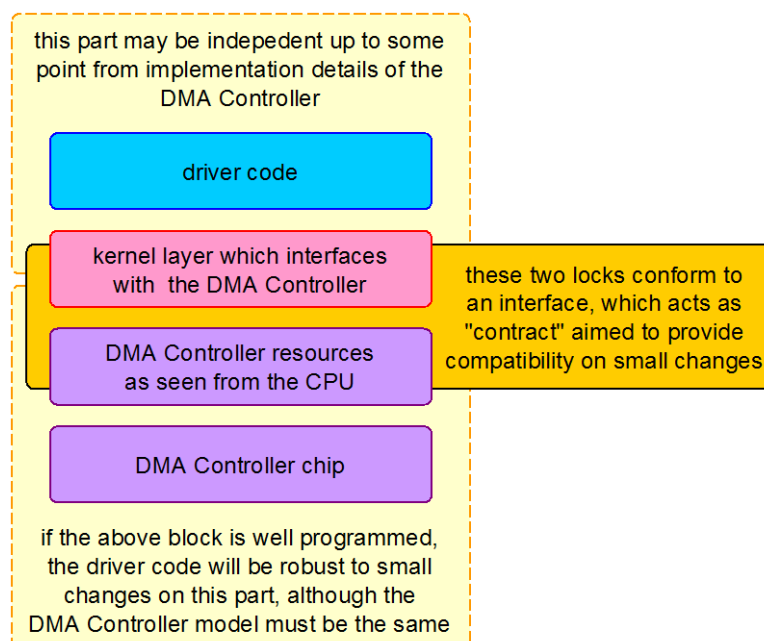 this part may be indepedent up to some
point from implementation details of the
DMA Controller
driver code
kernel layer which interfaces
with the DMA Controller
these two locks conform to
an interface, which acts as
"contract" aimed to provide
compatibility on small changes
DMA Controller resources
as seen from the CPU
DMA Controller chip
if the above block is well programmed,
the driver code will be robust to small
changes on this part, although the
DMA Controller model must be the same